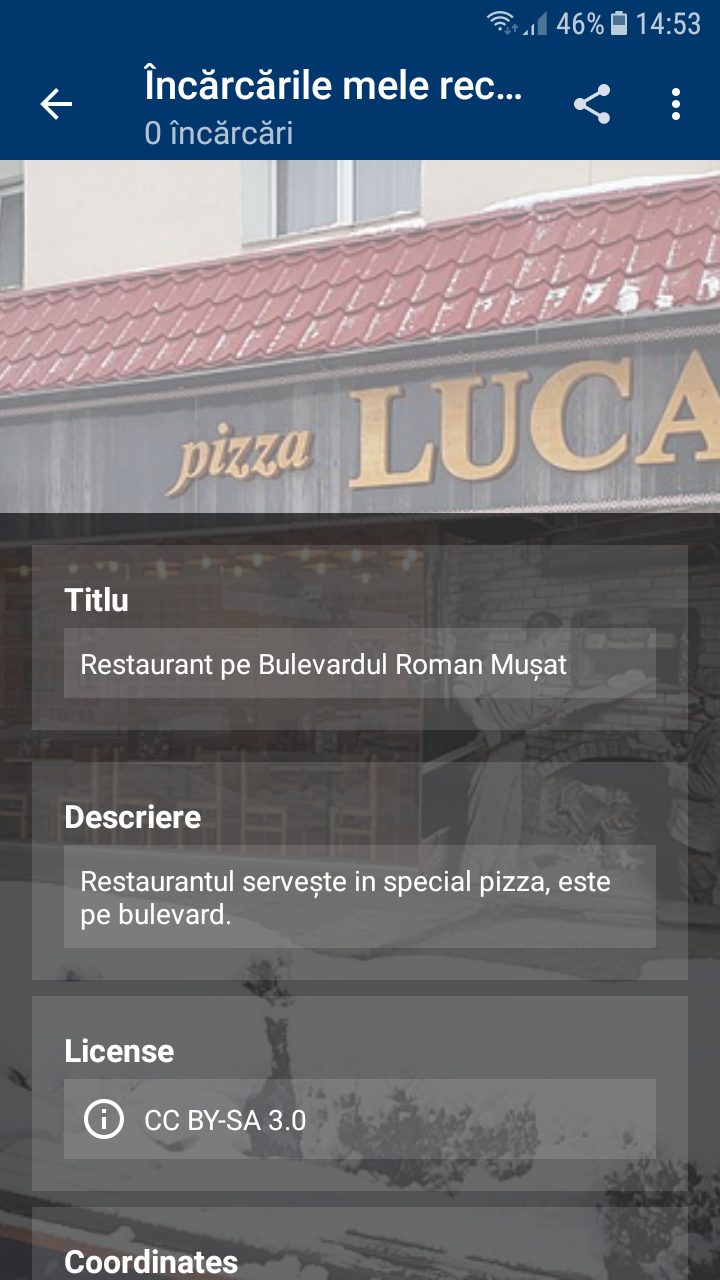 46% 14:53
Încărcările mele rec...
0 încărcări
pizza LUCA
Titlu
Restaurant pe Bulevardul Roman Mușat
Descriere
Restaurantul servește in special pizza, este
pe bulevard.
License
CC BY-SA 3.0
Coordinates